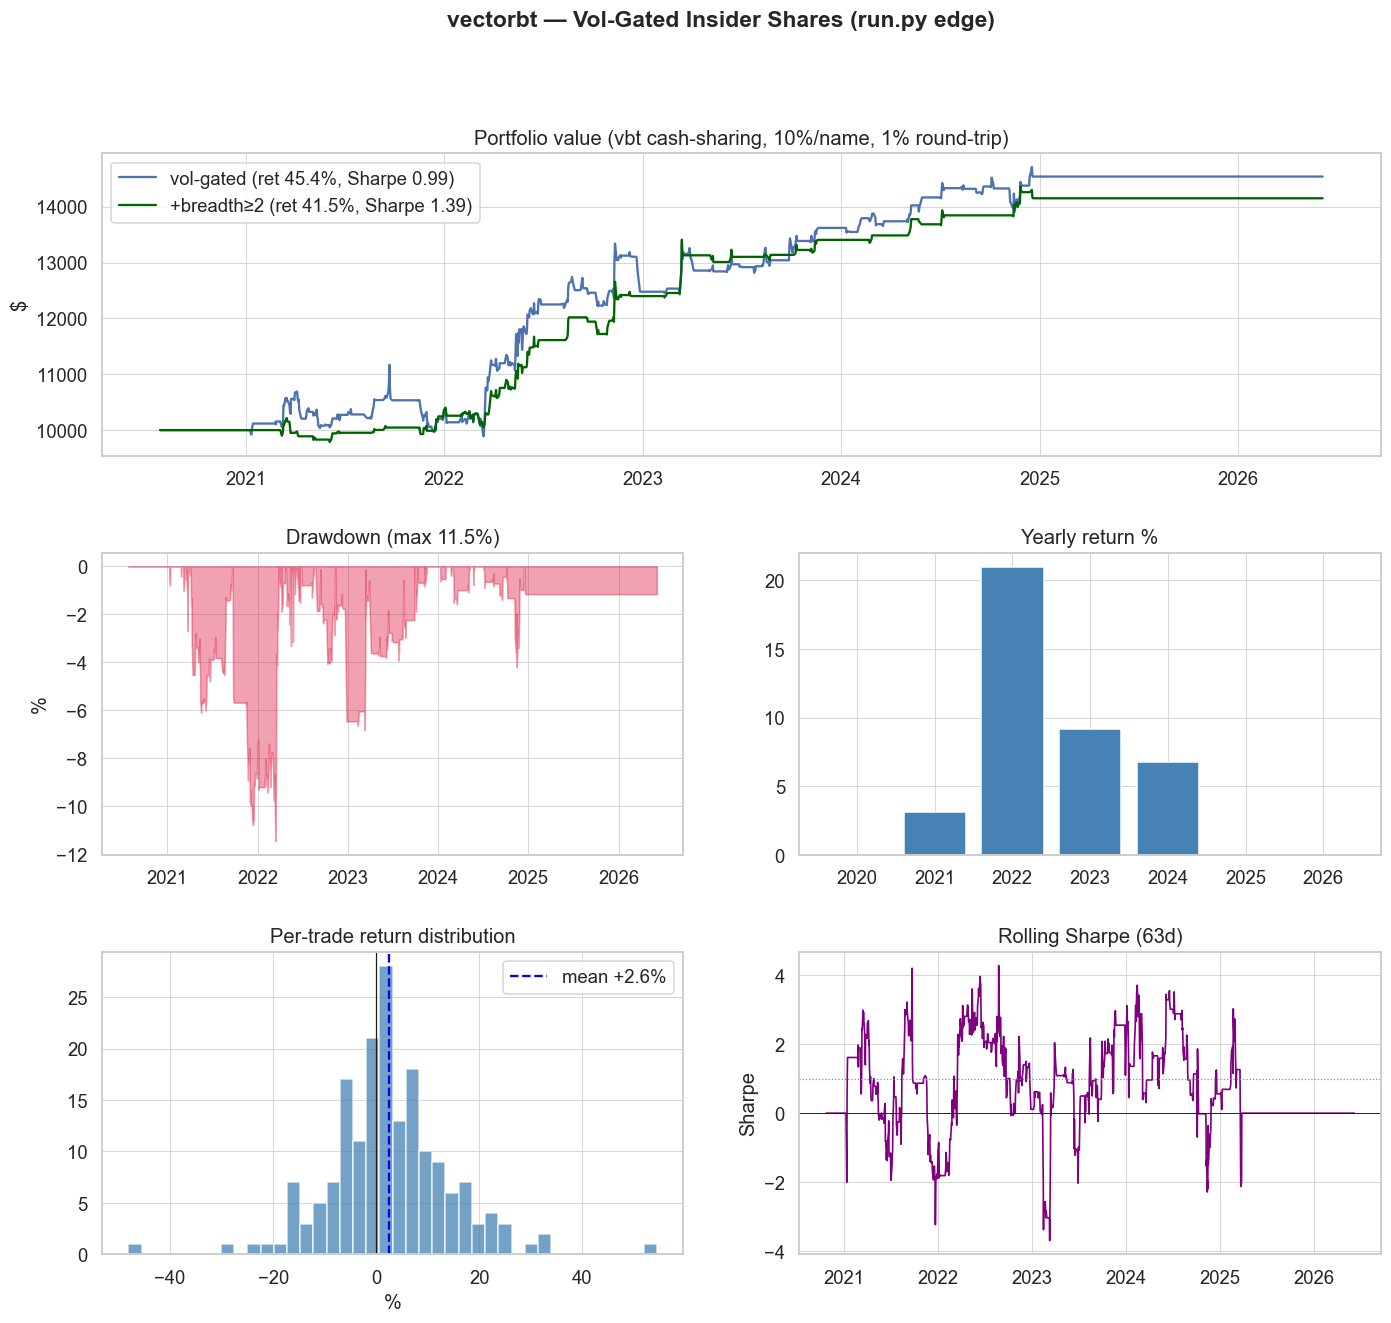 vectorbt — Vol-Gated Insider Shares (run.py edge)
Portfolio value (vbt cash-sharing, 10%/name, 1% round-trip)
vol-gated (ret 45.4%, Sharpe 0.99)
+breadth≥2 (ret 41.5%, Sharpe 1.39)
$
14000
13000
12000
11000
10000
2021 2022 2023 2024 2025 2026
Drawdown (max 11.5%)
%
0
−2
−4
−6
−8
−10
−12
2021 2022 2023 2024 2025 2026
Yearly return %
20
15
10
5
0
2020 2021 2022 2023 2024 2025 2026
Per-trade return distribution
mean +2.6%
25
20
15
10
5
0
−40 −20 0 20 40
%
Rolling Sharpe (63d)
Sharpe
4
2
0
−2
−4
2021 2022 2023 2024 2025 2026